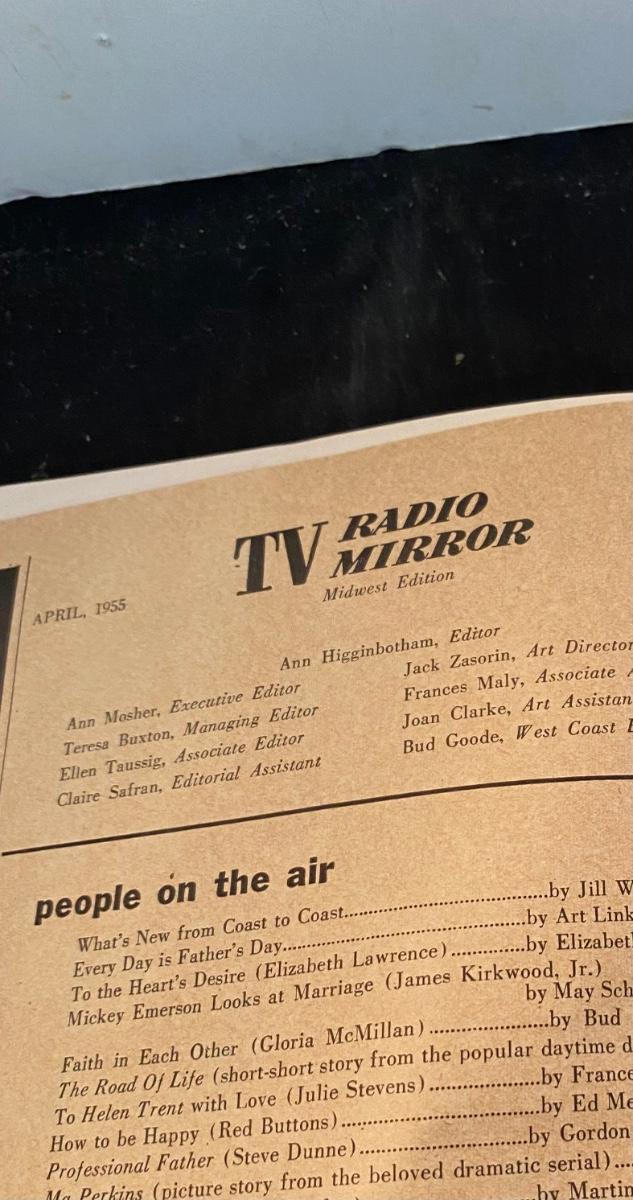 TV RADIO
MIRROR
Midwest Edition
APRIL, 1955
Ann Higginbotham, Editor
Ann Mosher, Executive Editor
Teresa Buxton, Managing Editor
Ellen Taussig, Associate Editor
Claire Safran, Editorial Assistant
Jack Zasorin, Art Director
Frances Maly, Associate
Joan Clarke, Art Assistan
Bud Goode, West Coast
people on the air
What's New from Coast to Coast..........by Jill W
Every Day is Father's Day..........by Art Link
To the Heart's Desire (Elizabeth Lawrence)..........by Elizabet
Mickey Emerson Looks at Marriage (James Kirkwood, Jr.)
by May Sch
Faith in Each Other (Gloria McMillan)..........by Bud
The Road Of Life (short-short story from the popular daytime d
To Helen Trent with Love (Julie Stevens)..........by France
How to be Happy (Red Buttons)..........by Ed Me
Professional Father (Steve Dunne)..........by Gordon
Ma Perkins (picture story from the beloved dramatic serial)....
by Martin